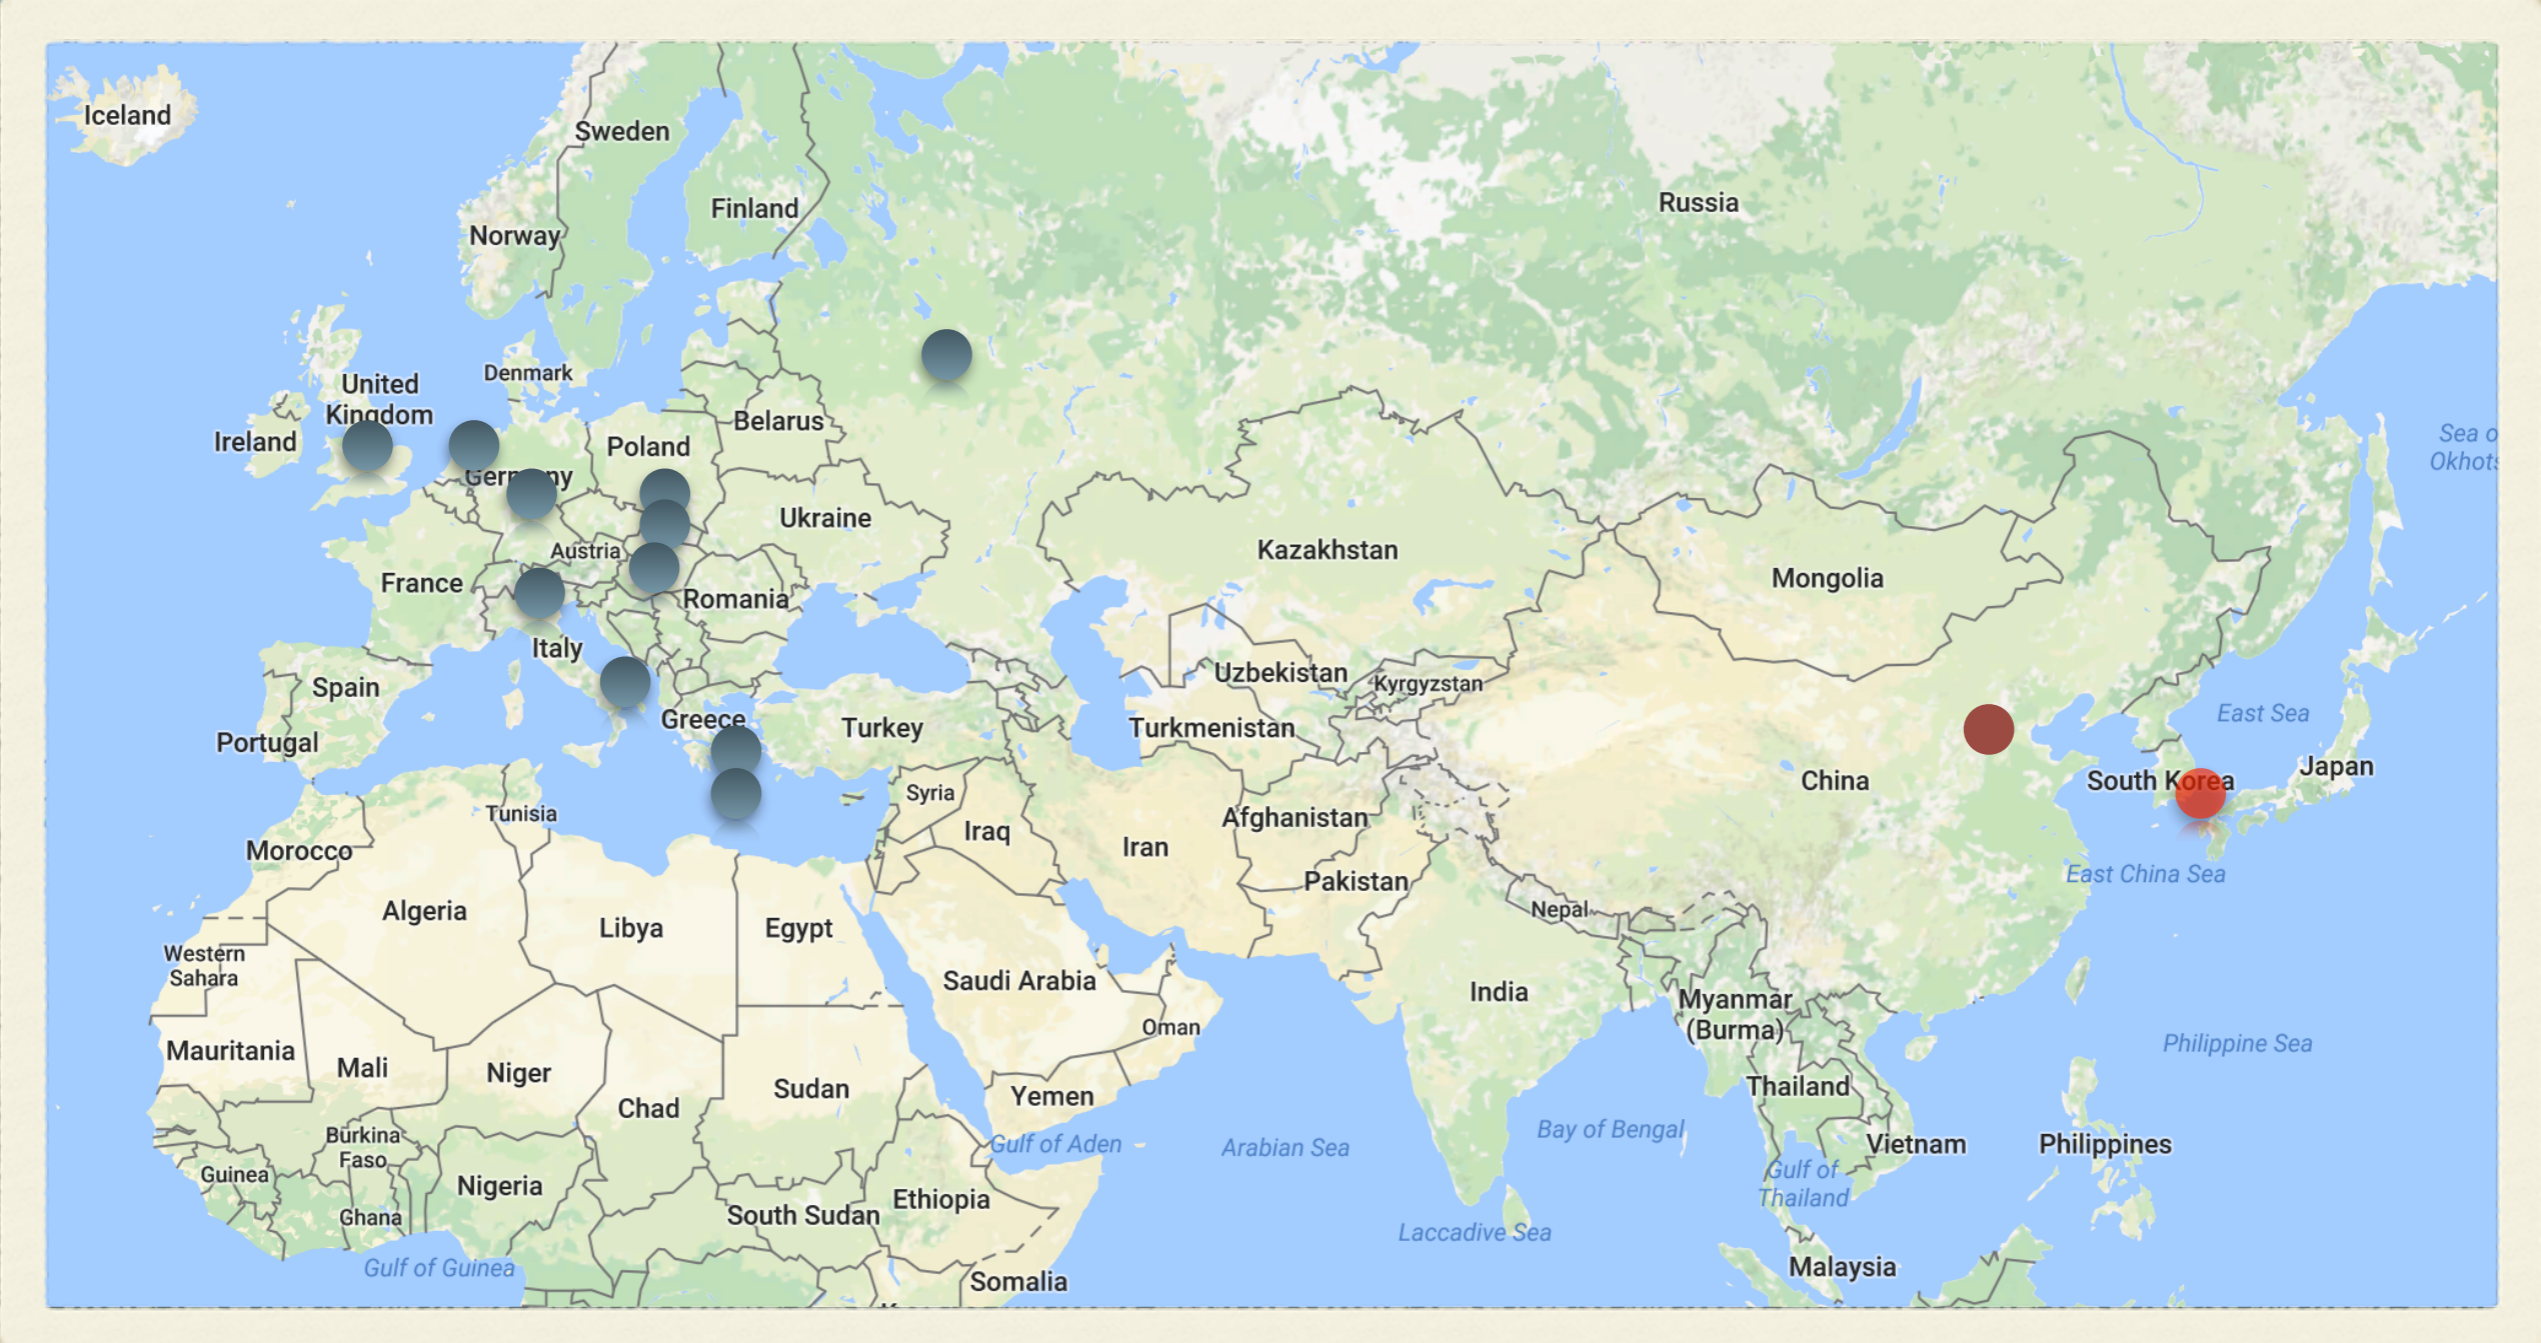 Iceland
Sweden
Russia
Finland
Norway
Denmark
United
Kingdom
Belarus
Ireland
Poland
Sea o
Okhots
Germany
Ukraine
Austria
Kazakhstan
Mongolia
France
Romania
Italy
Uzbekistan
Kyrgyzstan
Spain
East Sea
Greece
Turkey
Turkmenistan
Portugal
Japan
China
South Korea
Syria
Tunisia
Afghanistan
Iraq
Iran
Morocco
East China Sea
Pakistan
Nepal
Algeria
Libya
Egypt
Western
Sahara
Saudi Arabia
India
Myanmar
(Burma)
Oman
Philippine Sea
Mauritania
Mali
Niger
Sudan
Thailand
Yemen
Chad
Bay of Bengal
Burkina
Faso
Gulf of Aden
Arabian Sea
Vietnam
Philippines
Guinea
Nigeria
Gulf of
Thailand
Ethiopia
Ghana
South Sudan
Laccadive Sea
Gulf of Guinea
Malaysia
Somalia